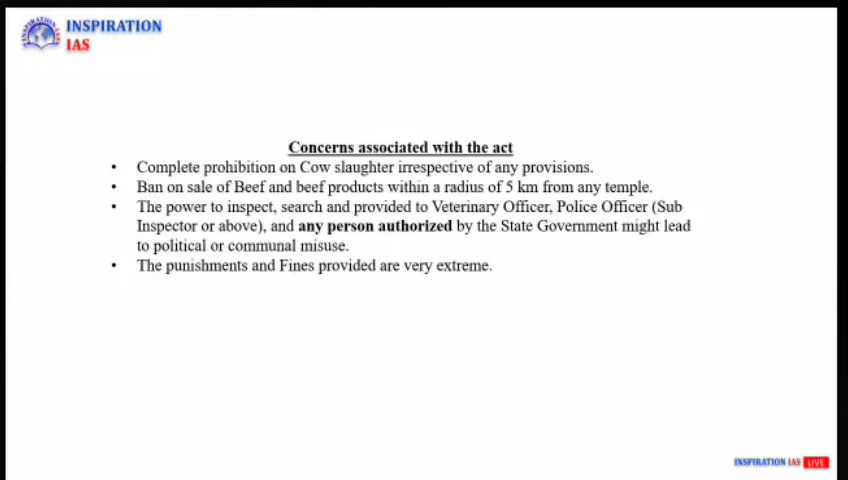 INSPIRATION
IAS
Concerns associated with the act
• Complete prohibition on Cow slaughter irrespective of any provisions.
• Ban on sale of Beef and beef products within a radius of 5 km from any temple.
• The power to inspect, search and provided to Veterinary Officer, Police Officer (Sub
Inspector or above), and any person authorized by the State Government might lead
to political or communal misuse.
• The punishments and Fines provided are very extreme.
INSPIRATION IAS LIVE